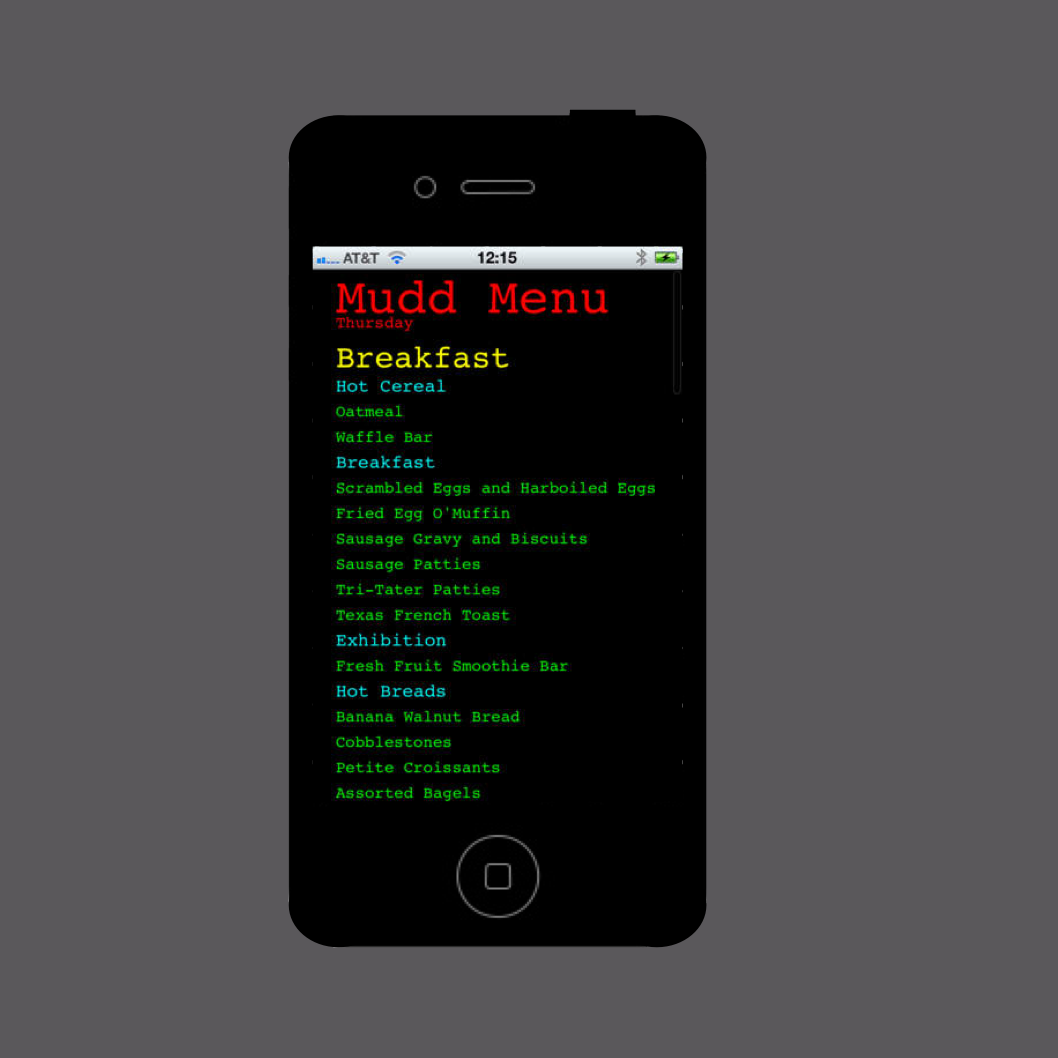 AT&T 12:15
Mudd Menu
Thursday
Breakfast
Hot Cereal
Oatmeal
Waffle Bar
Breakfast
Scrambled Eggs and Harboiled Eggs
Fried Egg O'Muffin
Sausage Gravy and Biscuits
Sausage Patties
Tri-Tater Patties
Texas French Toast
Exhibition
Fresh Fruit Smoothie Bar
Hot Breads
Banana Walnut Bread
Cobblestones
Petite Croissants
Assorted Bagels